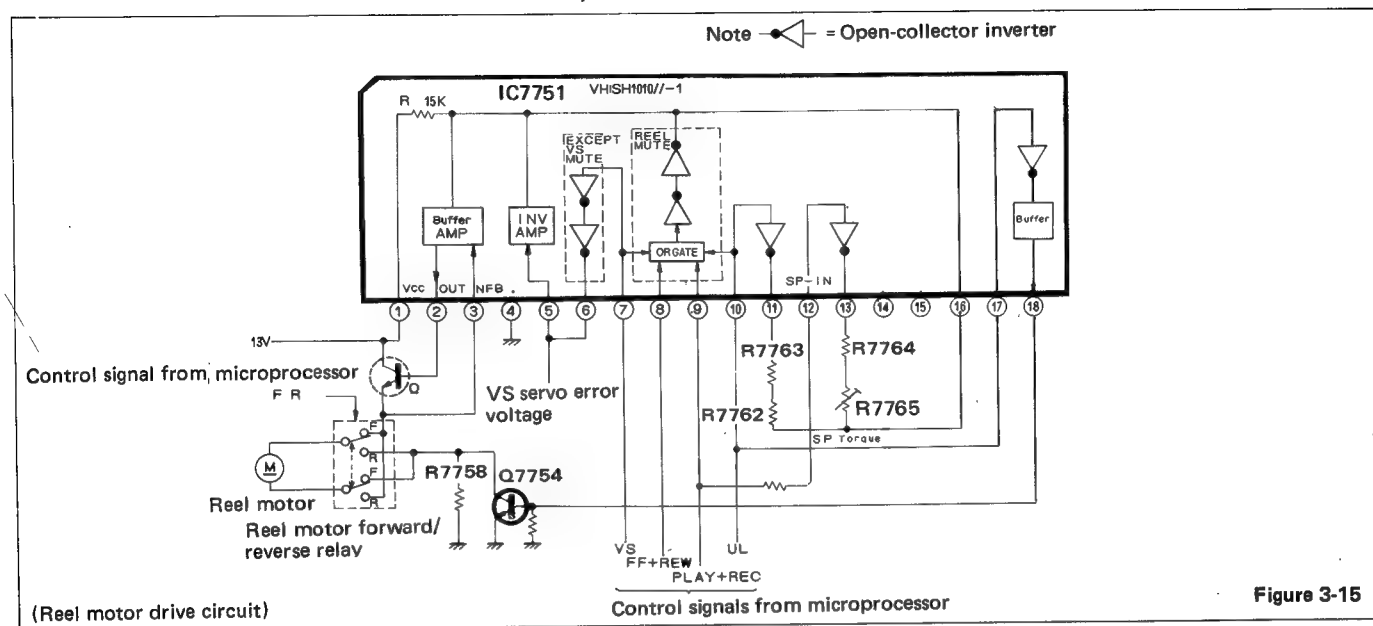 Note = Open-collector inverter
IC7751 VHISH1010//-1
R 15K
EXCEPT
VS
MUTE
REEL
MUTE
Buffer
AMP
INV
AMP
ORGATE
Buffer
SP-IN
VCC OUT NFB
1 2 3 4 5 6 7 8 9 10 11 12 13 14 15 16 17 18
13V
Control signal from microprocessor
F R
Q
VS servo error
voltage
R7763
R7764
R7762
R7765
SP Torque
F
R
F
R
M
R7758
Q7754
Reel motor
Reel motor forward/
reverse relay
VS
FF+REW
PLAY+REC
UL
Control signals from microprocessor
(Reel motor drive circuit)
Figure 3-15